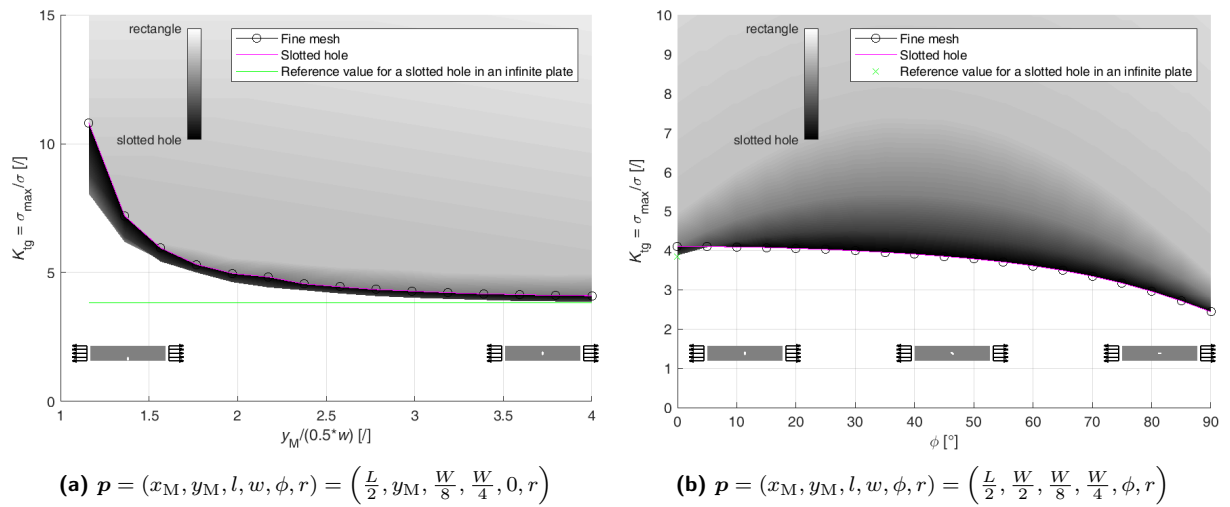 15
10
5
0
1
1.5
2
2.5
3
3.5
4
K_tg = σ_max/σ [/]
y_M/(0.5*w) [/]
rectangle
slotted hole
Fine mesh
Slotted hole
Reference value for a slotted hole in an infinite plate
(a) p = (x_M, y_M, l, w, ϕ, r) = (L/2, y_M, W/8, W/4, 0, r)
10
9
8
7
6
5
4
3
2
1
0
0
10
20
30
40
50
60
70
80
90
K_tg = σ_max/σ [/]
ϕ [°]
rectangle
slotted hole
Fine mesh
Slotted hole
Reference value for a slotted hole in an infinite plate
(b) p = (x_M, y_M, l, w, ϕ, r) = (L/2, W/2, W/8, W/4, ϕ, r)